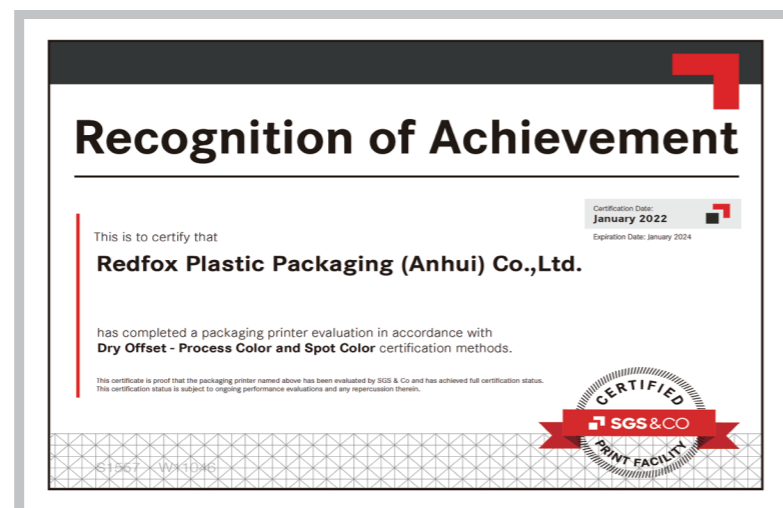 Recognition of Achievement
Certification Date:
January 2022
Expiration Date: January 2024
This is to certify that
Redfox Plastic Packaging (Anhui) Co.,Ltd.
has completed a packaging printer evaluation in accordance with
Dry Offset - Process Color and Spot Color certification methods.
This certificate is proof that the packaging printer named above has been evaluated by SGS & Co and has achieved full certification status.
This certification status is subject to ongoing performance evaluations and any repercussion therein.
CERTIFIED
SGS&CO
PRINT FACILITY
S1557 - W11046